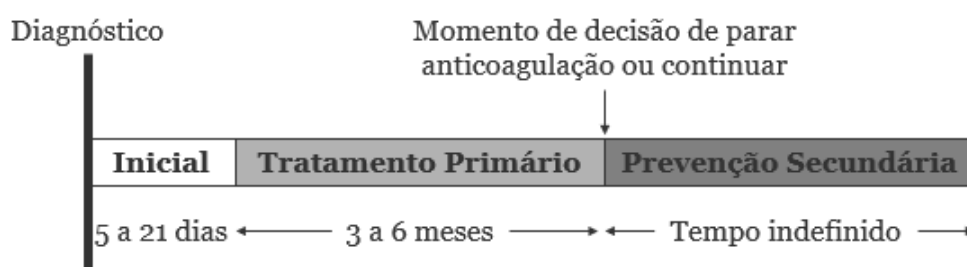 Diagnóstico
Momento de decisão de parar
anticoagulação ou continuar
Inicial
Tratamento Primário
Prevenção Secundária
5 a 21 dias
3 a 6 meses
Tempo indefinido